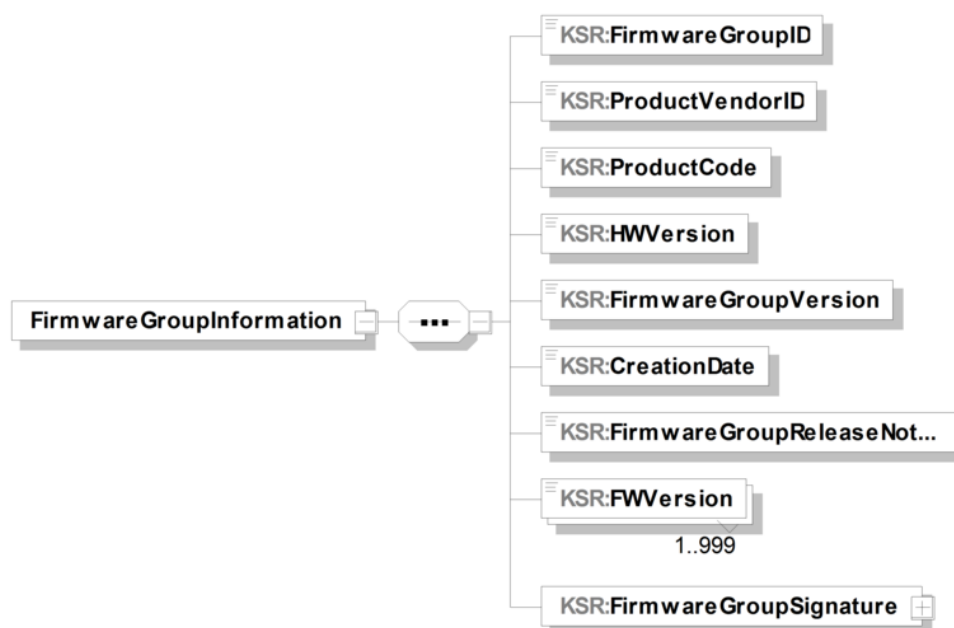 KSR:FirmwareGroupID
KSR:ProductVendorID
KSR:ProductCode
KSR:HWVersion
KSR:FirmwareGroupVersion
FirmwareGroupInformation
KSR:CreationDate
KSR:FirmwareGroupReleaseNot...
KSR:FWVersion
1..999
KSR:FirmwareGroupSignature